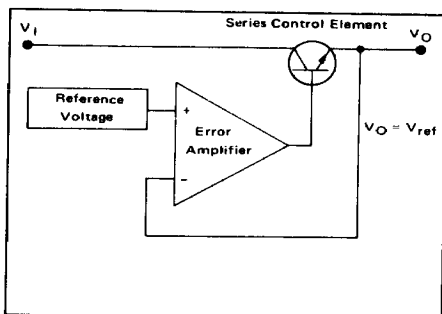 Series Control Element
VI
VO
Reference
Voltage
+
Error
Amplifier
−
VO = Vref